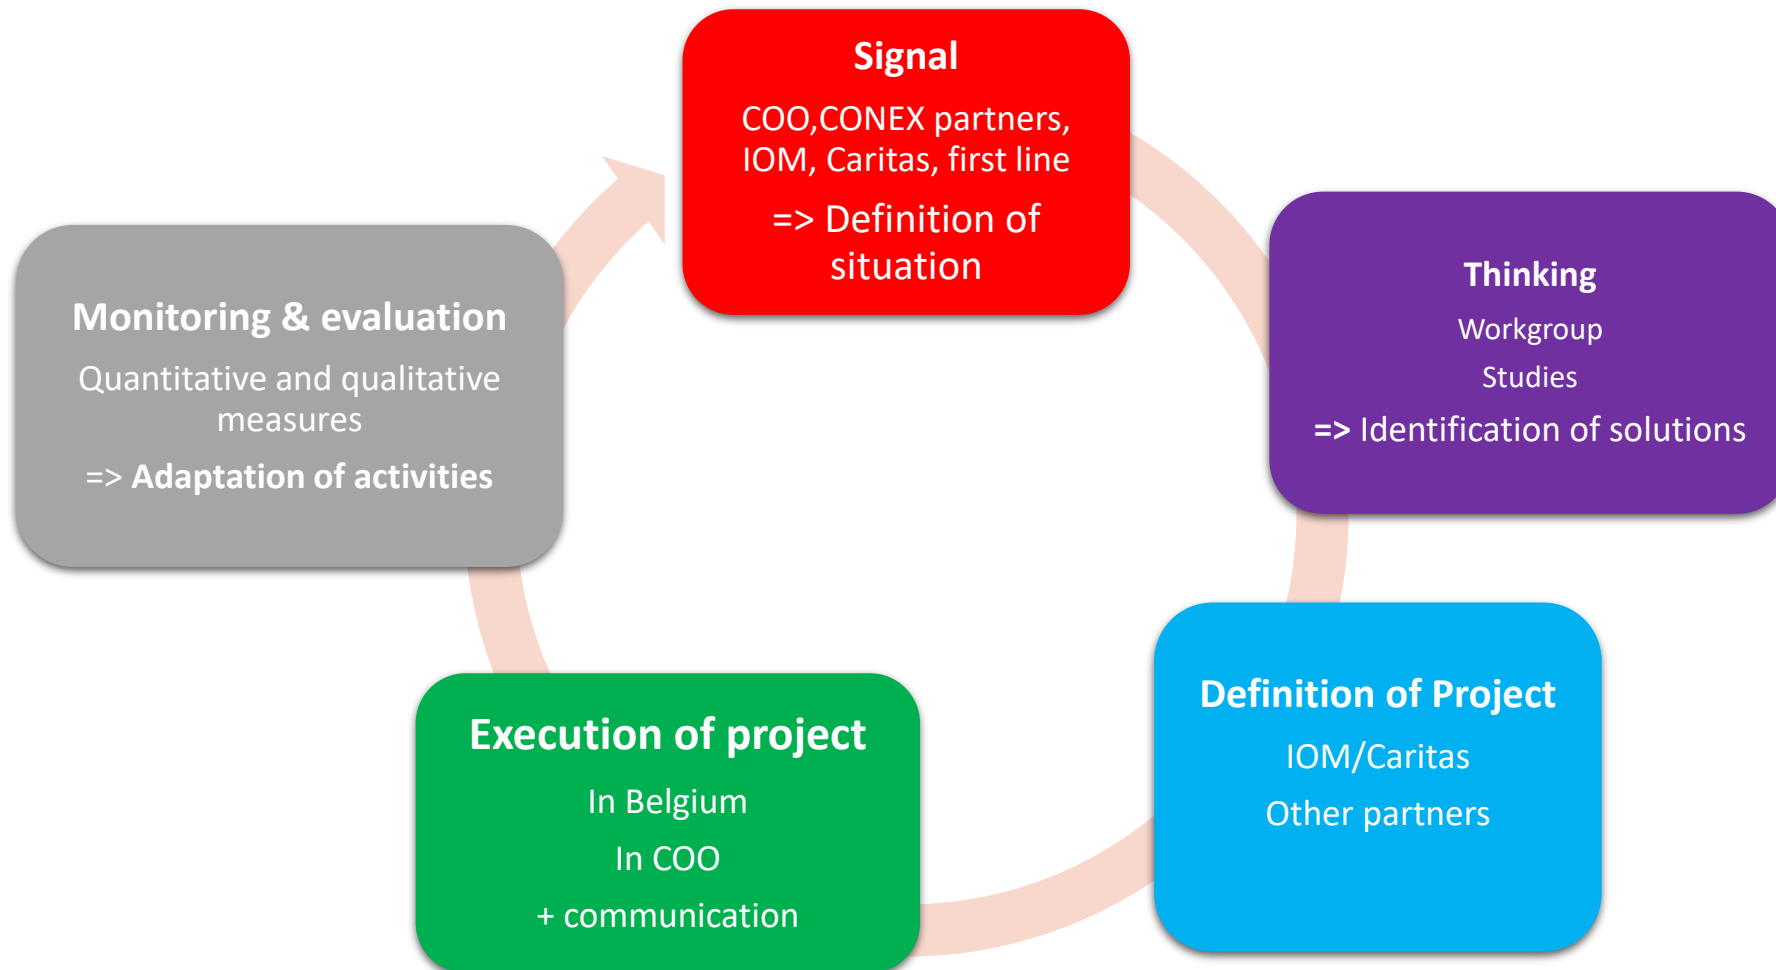 Signal
COO,CONEX partners,
IOM, Caritas, first line
=> Definition of
situation
Thinking
Workgroup
Studies
=> Identification of solutions
Definition of Project
IOM/Caritas
Other partners
Execution of project
In Belgium
In COO
+ communication
Monitoring & evaluation
Quantitative and qualitative
measures
=> Adaptation of activities